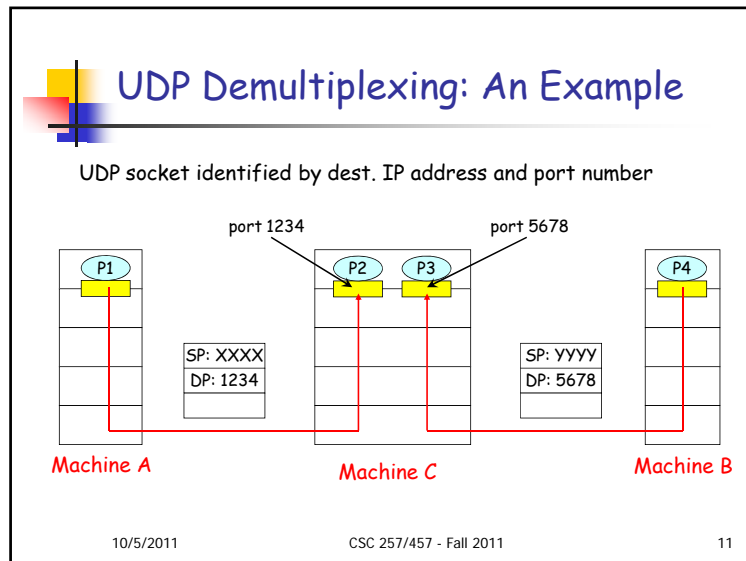 UDP Demultiplexing: An Example
UDP socket identified by dest. IP address and port number
port 1234
port 5678
P1
P2
P3
P4
SP: XXXX
DP: 1234
SP: YYYY
DP: 5678
Machine A
Machine C
Machine B
10/5/2011
CSC 257/457 - Fall 2011
11